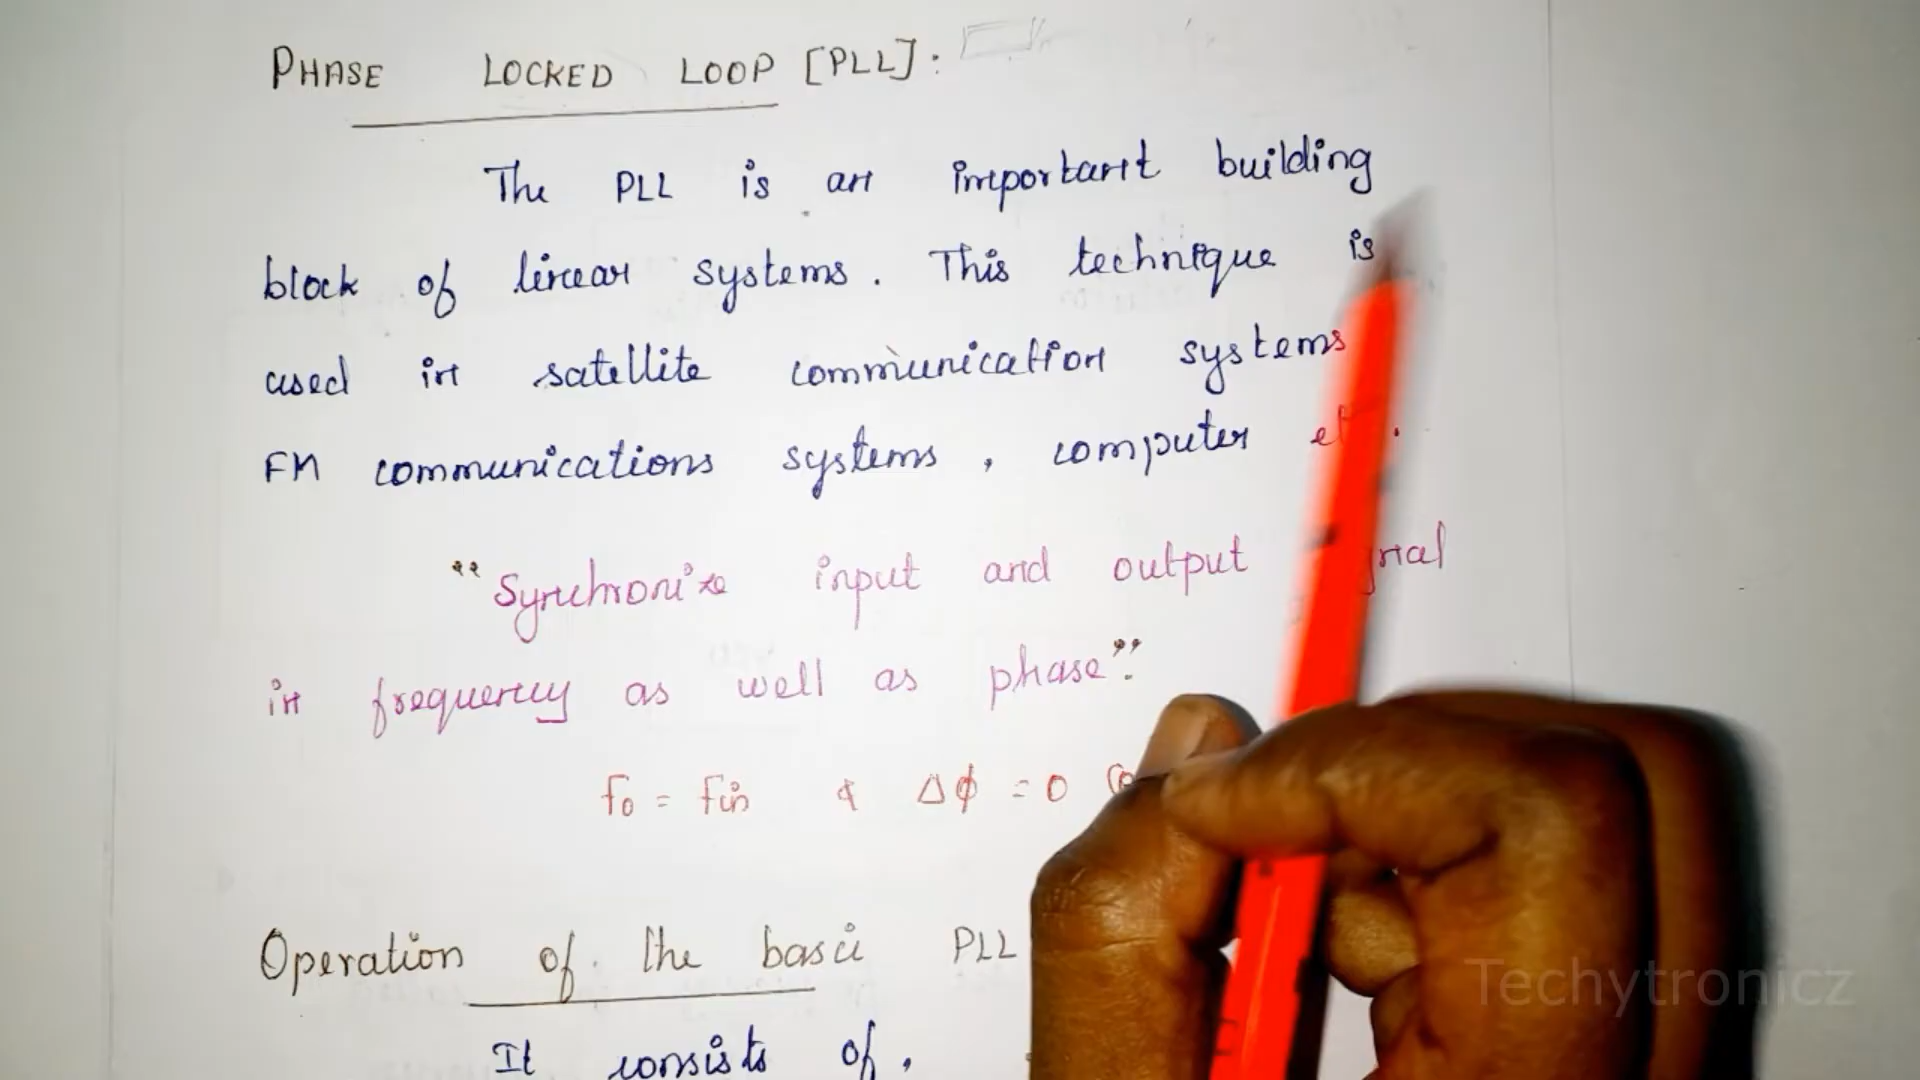 PHASE LOCKED LOOP [PLL]:
The PLL is an important building
block of linear systems. This technique is
used in satellite communication systems
FM communications systems, computer
"Synchronize input and output
in frequency as well as phase".
fo = fin & Δϕ = 0
Operation of the basic PLL
It consists of,
Techytronicz